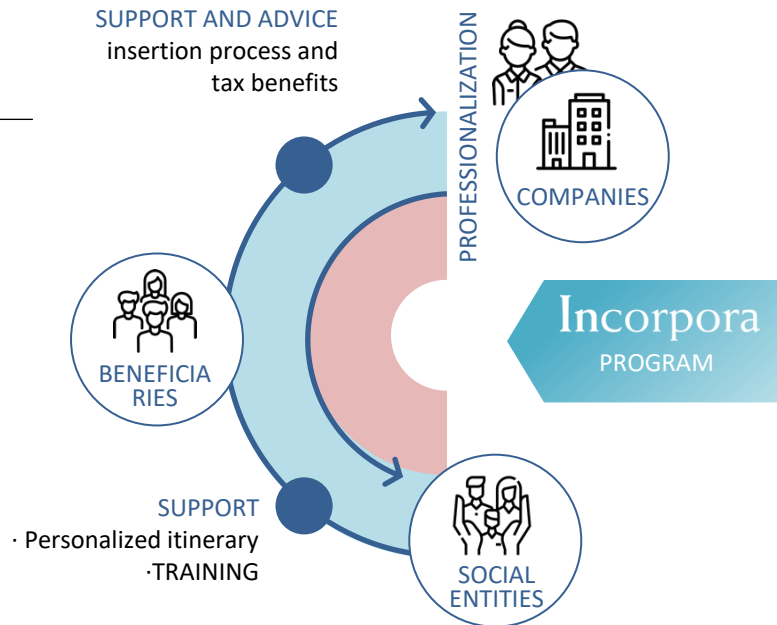 SUPPORT AND ADVICE
insertion process and
tax benefits
PROFESSIONALIZATION
COMPANIES
Incorpora
PROGRAM
BENEFICIA
RIES
SUPPORT
· Personalized itinerary
·TRAINING
SOCIAL
ENTITIES